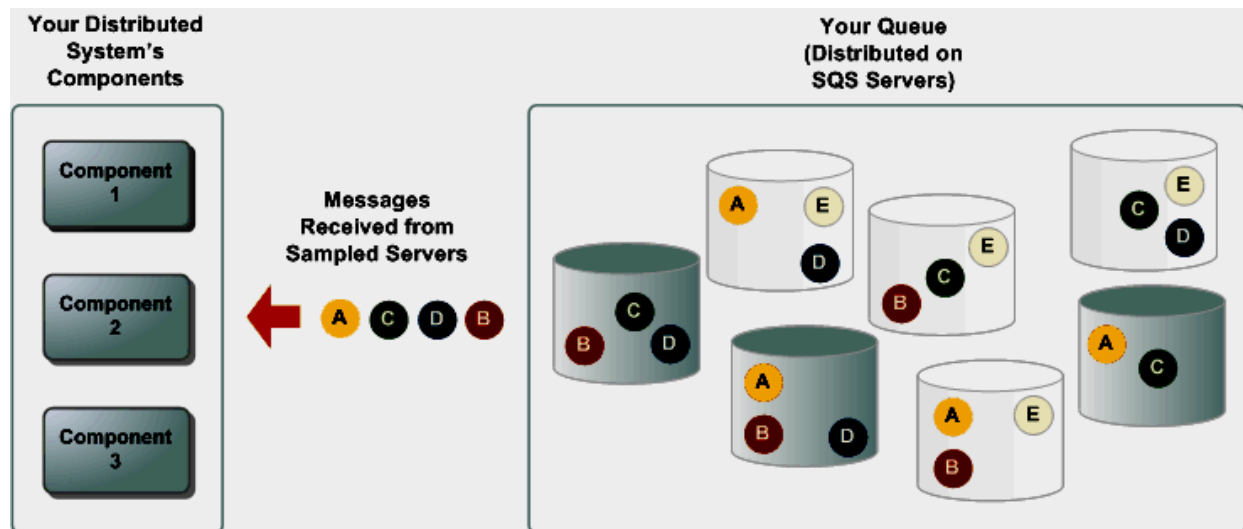 Your Distributed
System's
Components
Component
1
Component
2
Component
3
Messages
Received from
Sampled Servers
A C D B
Your Queue
(Distributed on
SQS Servers)
A E
D
E
C
B
E
C
D
C
B D
A
B D
A E
B
A
C